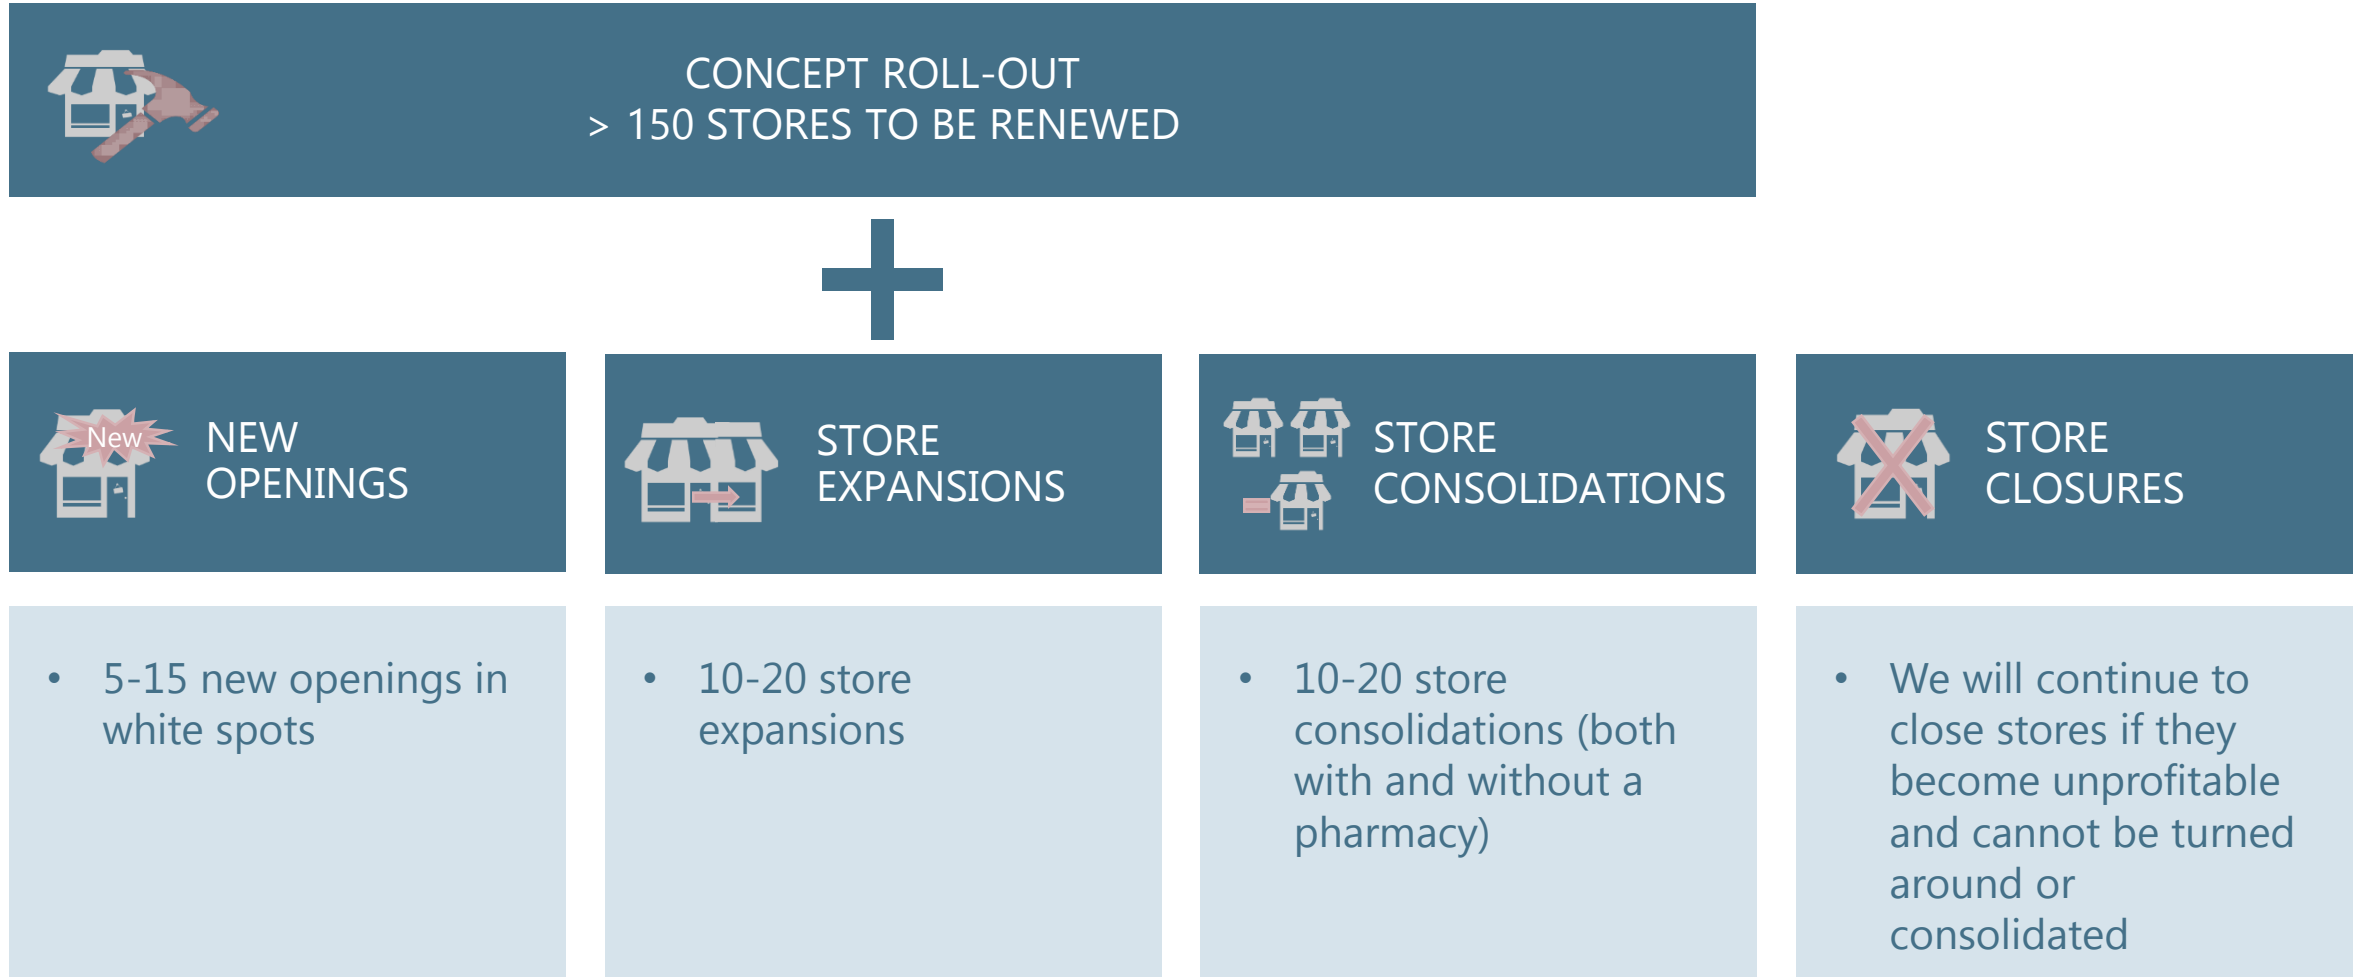 CONCEPT ROLL-OUT
> 150 STORES TO BE RENEWED
New
NEW
OPENINGS
STORE
EXPANSIONS
STORE
CONSOLIDATIONS
STORE
CLOSURES
• 5-15 new openings in
white spots
• 10-20 store
expansions
• 10-20 store
consolidations (both
with and without a
pharmacy)
• We will continue to
close stores if they
become unprofitable
and cannot be turned
around or
consolidated